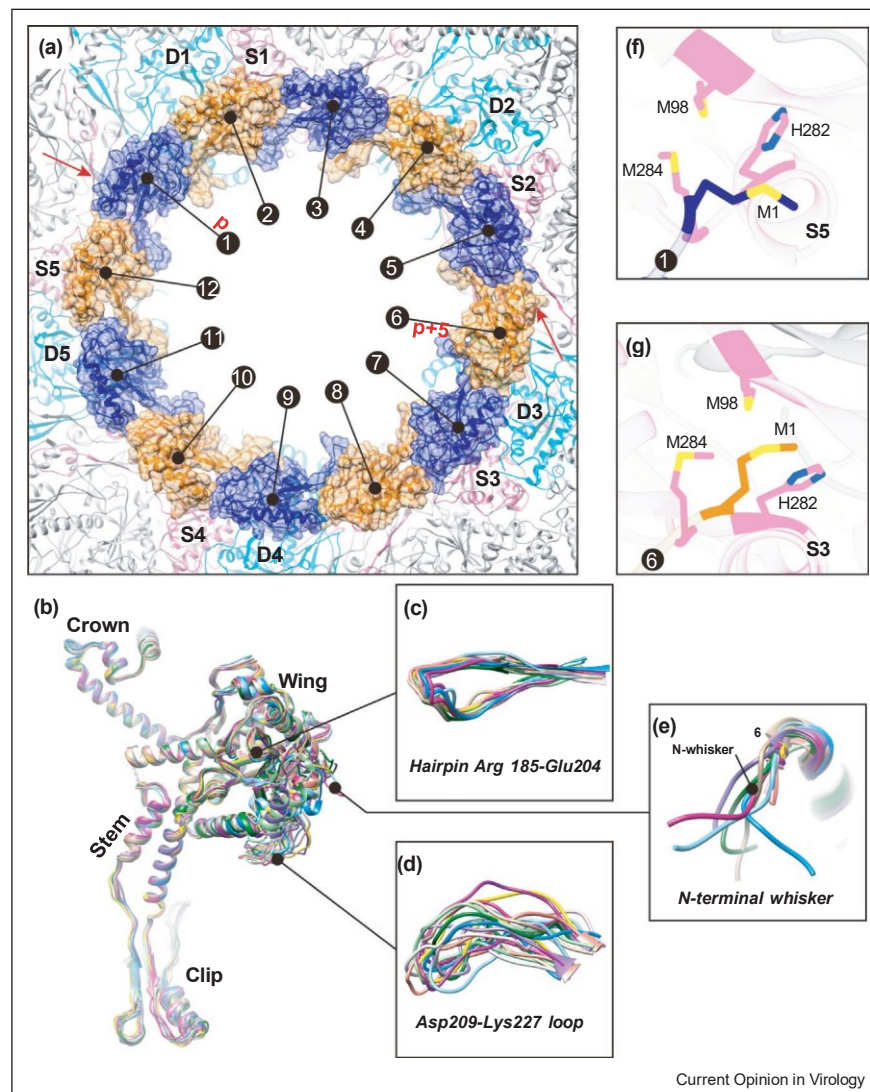 (a)
D1
S1
D2
S2
D3
S3
D4
S4
D5
S5
p
1
2
3
4
5
6
p+5
7
8
9
10
11
12
(f)
M98
H282
M284
M1
S5
1
(g)
M98
M1
M284
H282
S3
6
(b)
Crown
Wing
Stem
Clip
(c)
Hairpin Arg 185-Glu204
(d)
Asp209-Lys227 loop
(e)
6
N-whisker
N-terminal whisker
Current Opinion in Virology